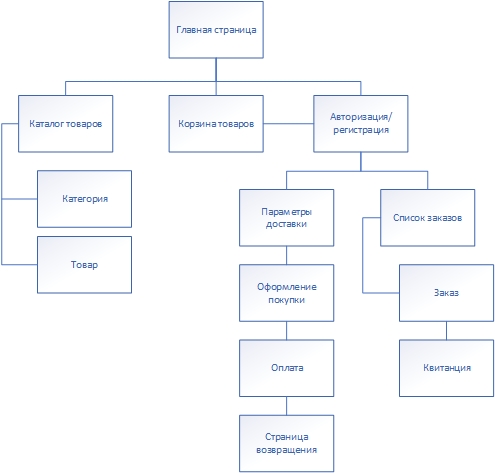 Главная страница
Каталог товаров
Корзина товаров
Авторизация/
регистрация
Категория
Товар
Параметры
доставки
Список заказов
Оформление
покупки
Заказ
Оплата
Квитанция
Страница
возвращения